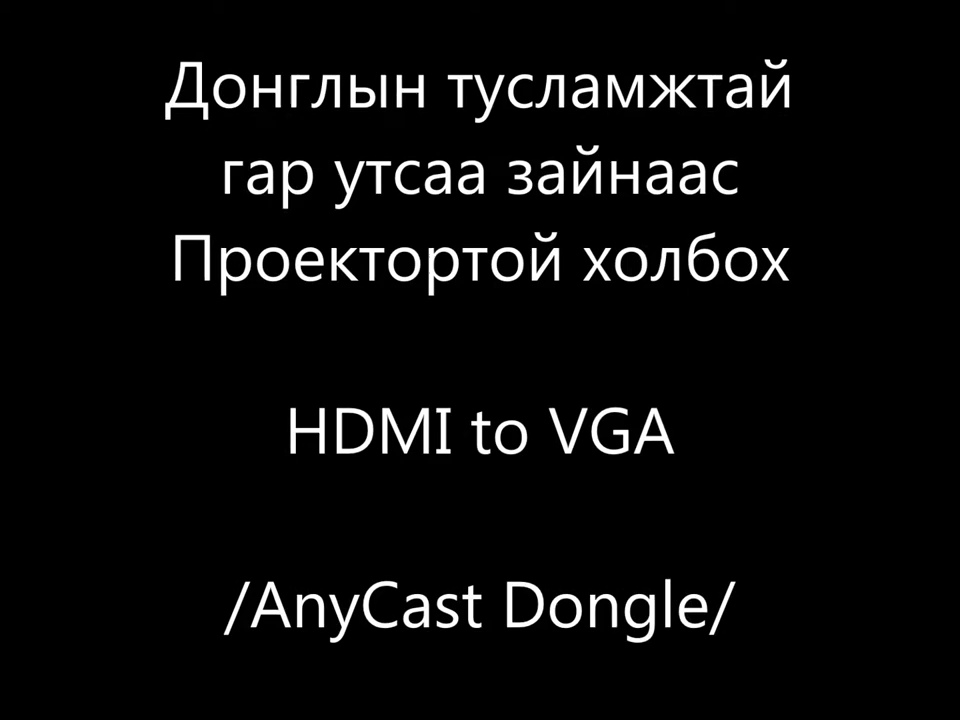 Донглын тусламжтай
гар утсаа зайнаас
Проектортой холбох
HDMI to VGA
/AnyCast Dongle/